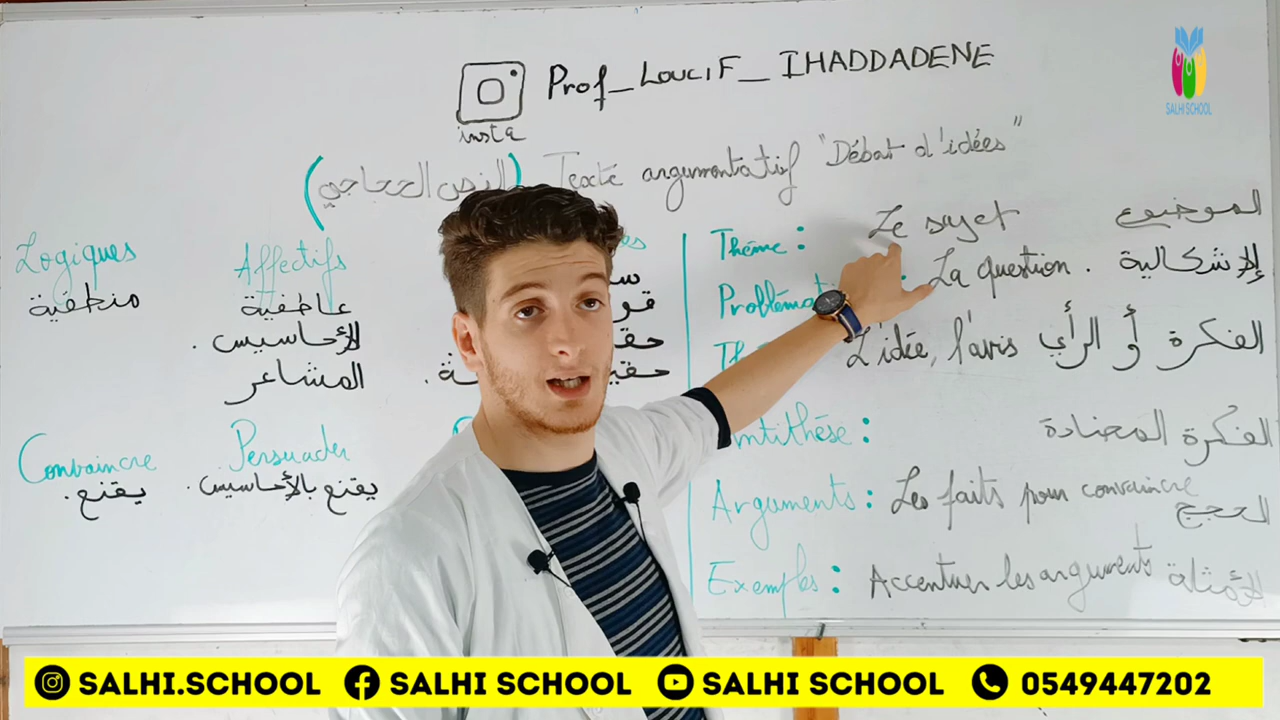 SALHI SCHOOL
Prof_LOUCIF_IHADDADENE
insta
(النص الحجاجي) Texte argumentatif "Débat d'idées"
Logiques
منطقية
Affectifs
عاطفية
الأحاسيس.
المشاعر
Convaincre
يقنع.
Persuader
يقنع بالأحاسيس.
Thème: Le sujet الموضوع
La question. الإشكالية
L'idée, l'avis الفكرة أو الرأي
الفكرة المضادة
Arguments: Les faits pour convaincre
الحجج
Exemples: Accentuer les arguments الأمثلة
SALHI.SCHOOL SALHI SCHOOL SALHI SCHOOL 0549447202